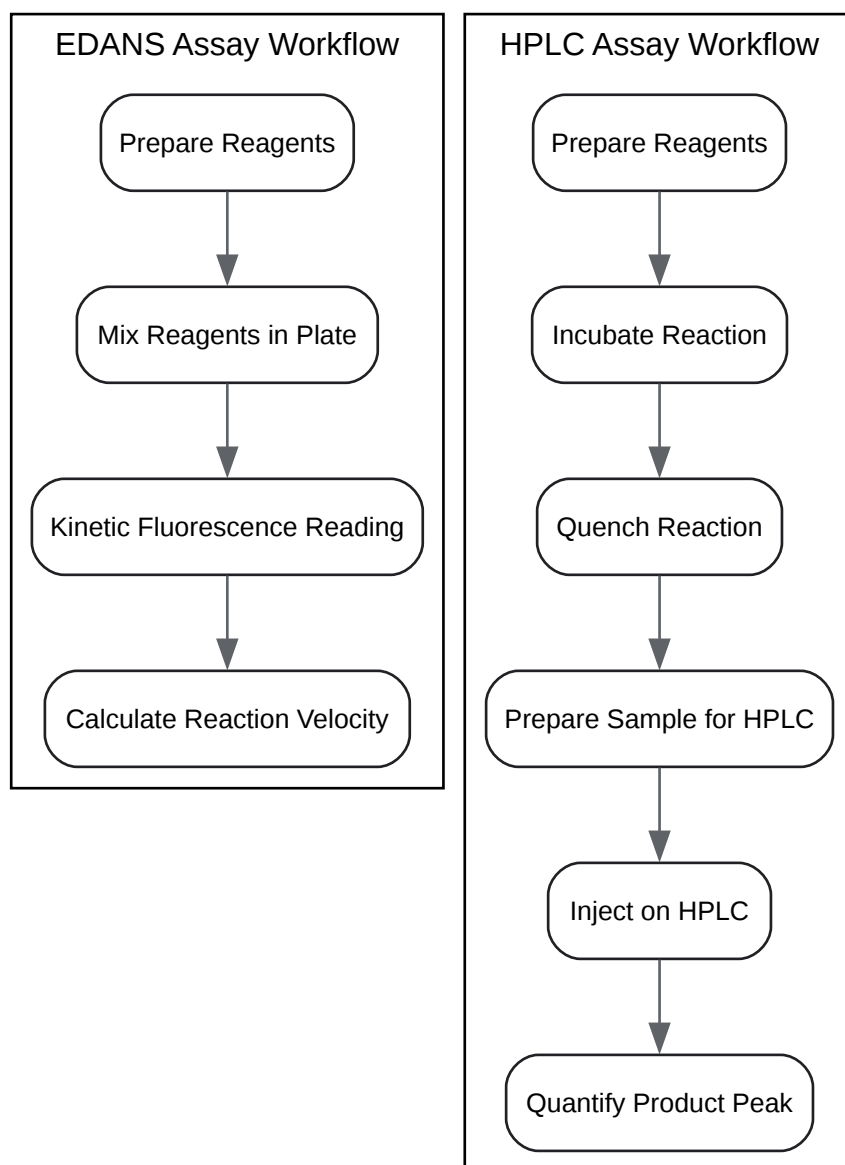 EDANS Assay Workflow
Prepare Reagents
Mix Reagents in Plate
Kinetic Fluorescence Reading
Calculate Reaction Velocity
HPLC Assay Workflow
Prepare Reagents
Incubate Reaction
Quench Reaction
Prepare Sample for HPLC
Inject on HPLC
Quantify Product Peak